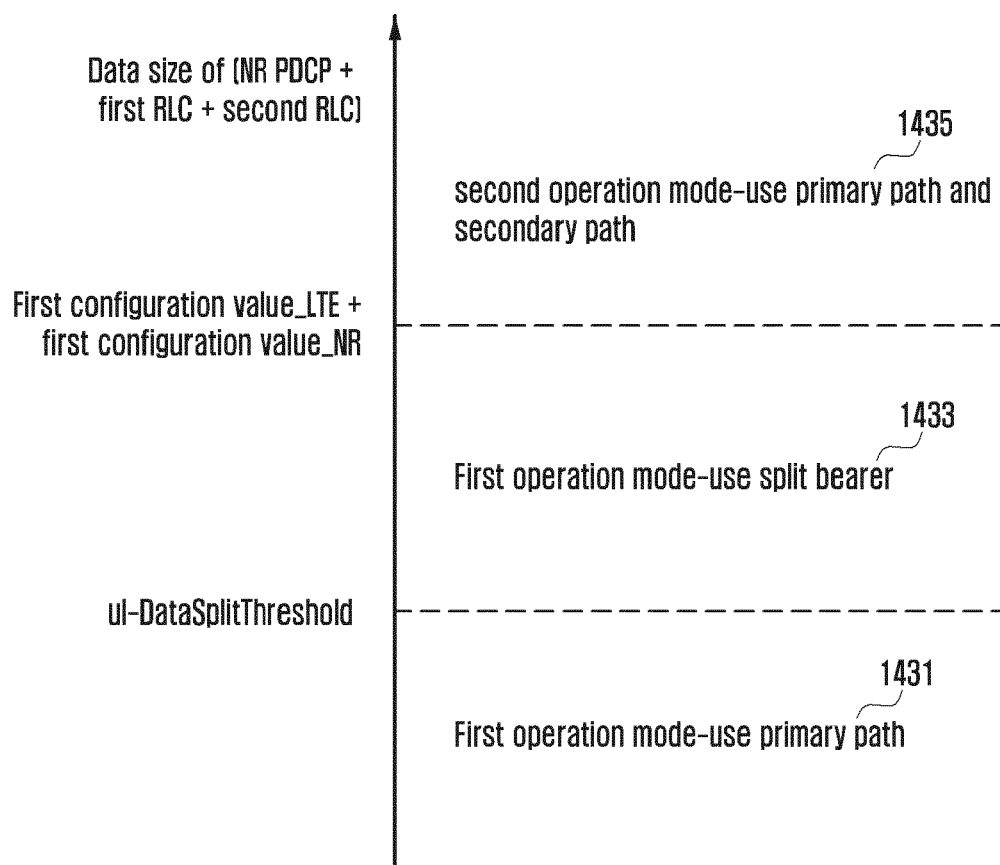 Data size of (NR PDCP +
first RLC + second RLC)
1435
second operation mode-use primary path and
secondary path
First configuration value_LTE +
first configuration value_NR
1433
First operation mode-use split bearer
ul-DataSplitThreshold
1431
First operation mode-use primary path